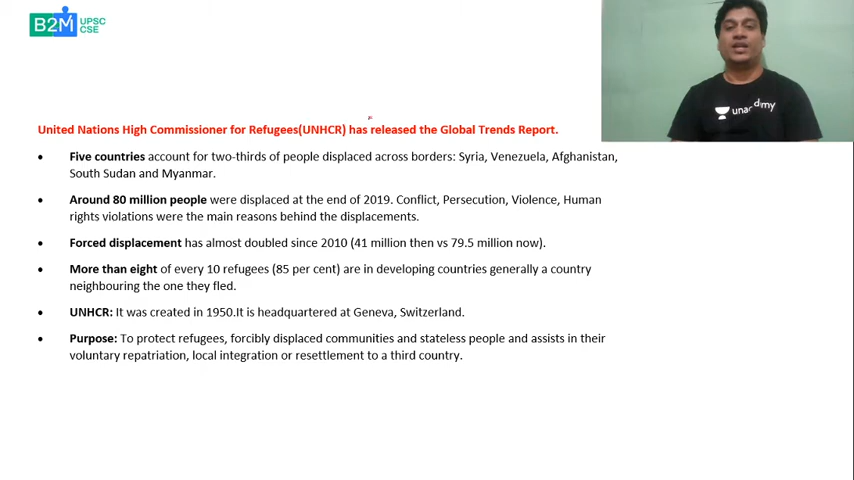 B2M UPSC
CSE
unacademy
United Nations High Commissioner for Refugees(UNHCR) has released the Global Trends Report.
• Five countries account for two-thirds of people displaced across borders: Syria, Venezuela, Afghanistan,
South Sudan and Myanmar.
• Around 80 million people were displaced at the end of 2019. Conflict, Persecution, Violence, Human
rights violations were the main reasons behind the displacements.
• Forced displacement has almost doubled since 2010 (41 million then vs 79.5 million now).
• More than eight of every 10 refugees (85 per cent) are in developing countries generally a country
neighbouring the one they fled.
• UNHCR: It was created in 1950.It is headquartered at Geneva, Switzerland.
• Purpose: To protect refugees, forcibly displaced communities and stateless people and assists in their
voluntary repatriation, local integration or resettlement to a third country.